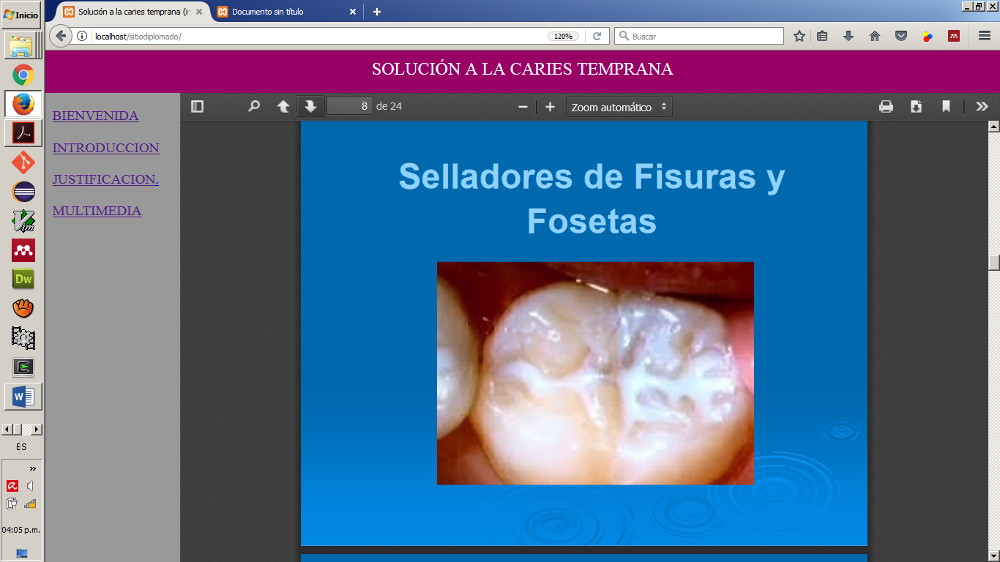 Inicio
Solución a la caries temprana (in
Documento sin título
localhost/sitiodiplomado/
120%
Buscar
SOLUCIÓN A LA CARIES TEMPRANA
BIENVENIDA
INTRODUCCION
JUSTIFICACION.
MULTIMEDIA
8 de 24
Zoom automático
Selladores de Fisuras y
Fosetas
Dw
W
ES
04:05 p.m.